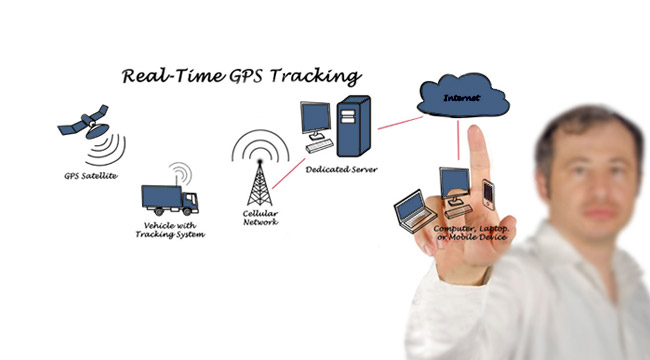 Real-Time GPS Tracking
Internet
GPS Satellite
Dedicated Server
Vehicle with
Tracking System
Cellular
Network
Computer, Laptop,
or Mobile Device